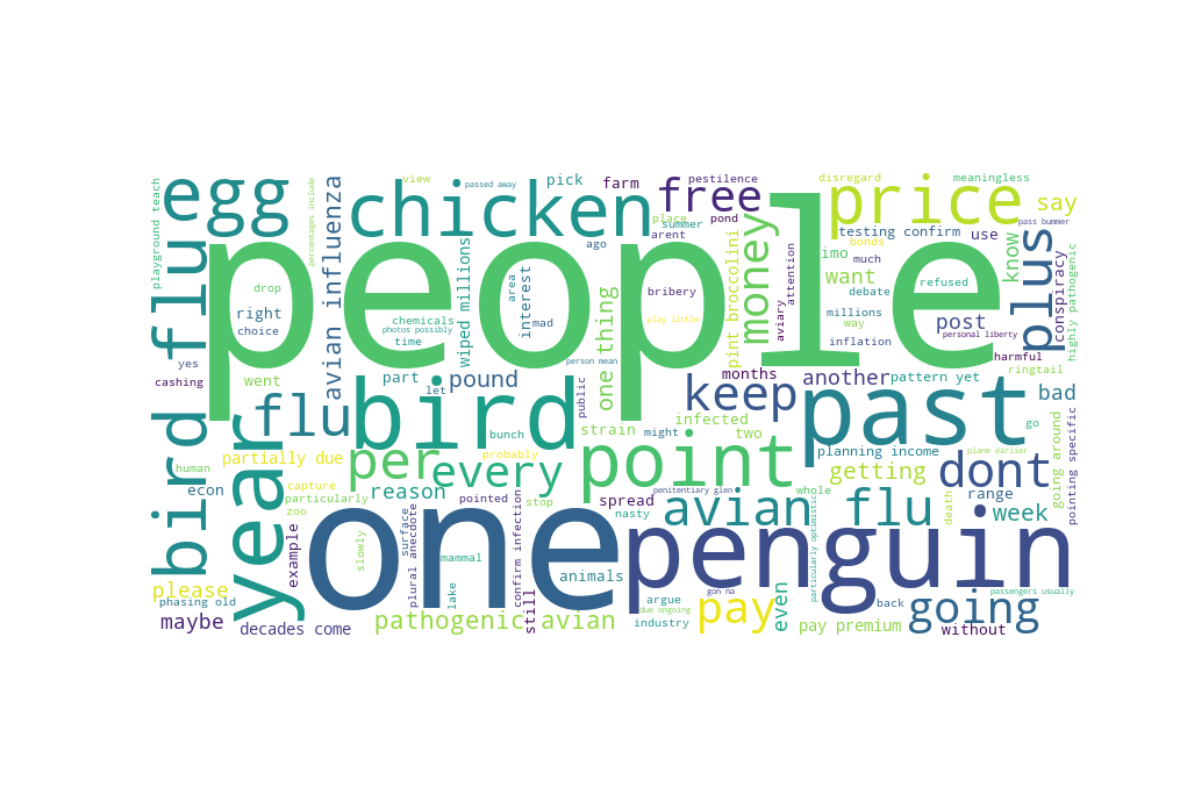 people
one
penguin
past
bird
chicken
year
egg
bird flu
point
price
free
plus
money
keep
dont
avian flu
going
pay
per
every
flu
avian influenza
pathogenic avian
pound
another
getting
week
say
want
know
post
bad
use
one thing
interest
wiped millions
pint broccolini
testing confirm
imo
view
passed away
pick
farm
pestilence
place
pond
summer
arent
disregard
meaningless
pass bummer
bonds
much
debate
refused
millions
way
personal liberty
inflation
harmful
ringtail
conspiracy
highly pathogenic
playground teach
percentages include
drop
right
choice
yes
cashing
went
chemicals
photos possibly
time
area
mad
ago
bribery
play little
aviary
attention
person mean
months
pattern yet
part
let
public
bunch
strain
might
infected
two
probably
partially due
human
econ
capture
particularly
zoo
reason
pointed
stop
spread
nasty
penitentiary glen
whole
planning income
plane earlier
go
going around
pointing specific
range
death
particularly optimistic
example
slowly
surface
plural anecdote
mammal
lake
confirm infection
still
animals
argue
gon na
due ongoing
industry
even
back
passengers usually
pay premium
without
please
phasing old
maybe
decades come